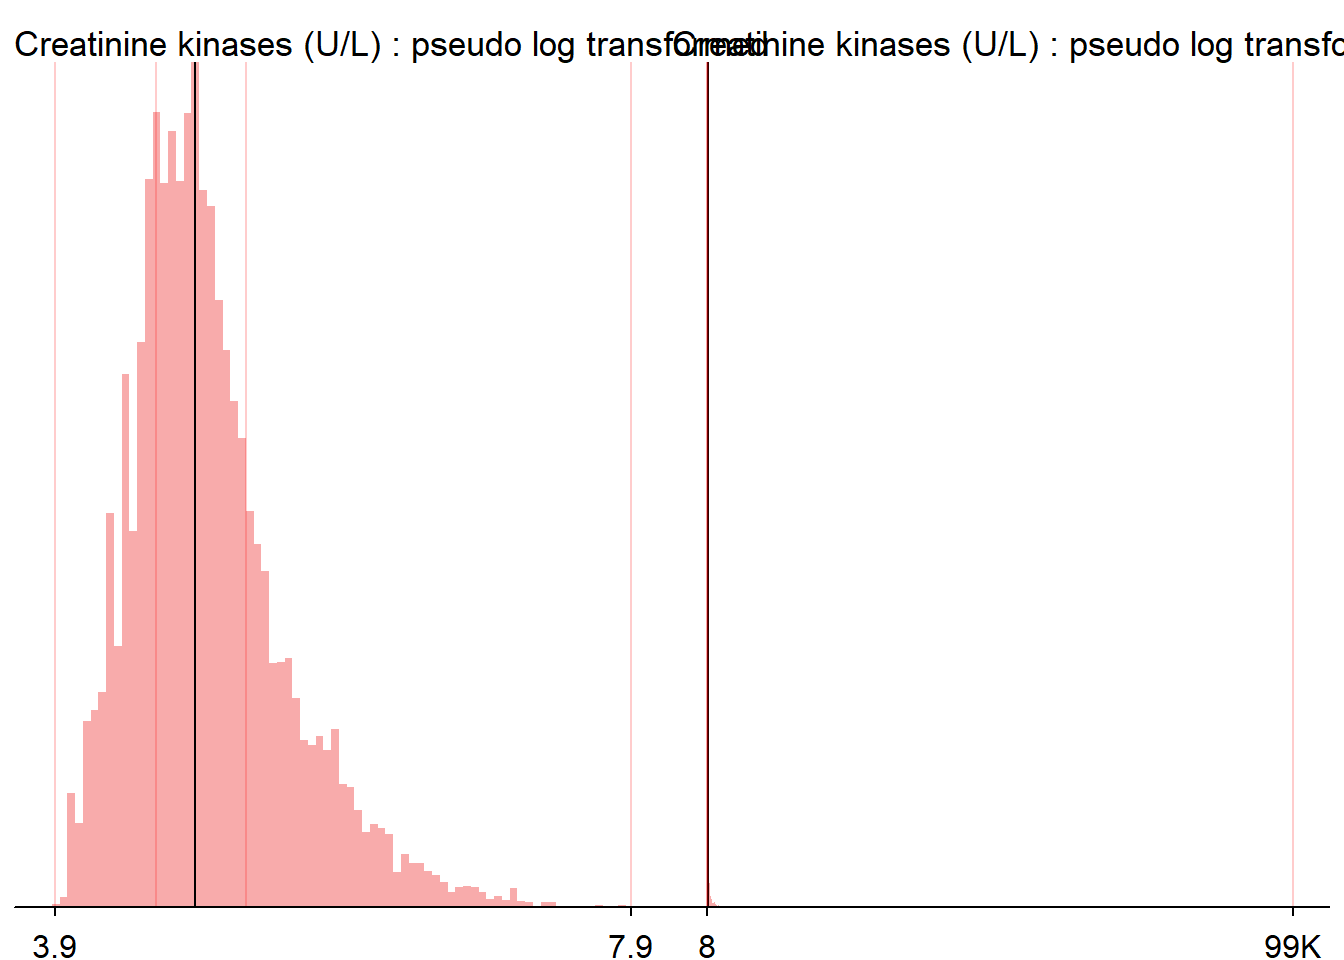 Creatinine kinases (U/L) : pseudo log transformed
Creatinine kinases (U/L) : pseudo log transfo
3.9
7.9
8
99K